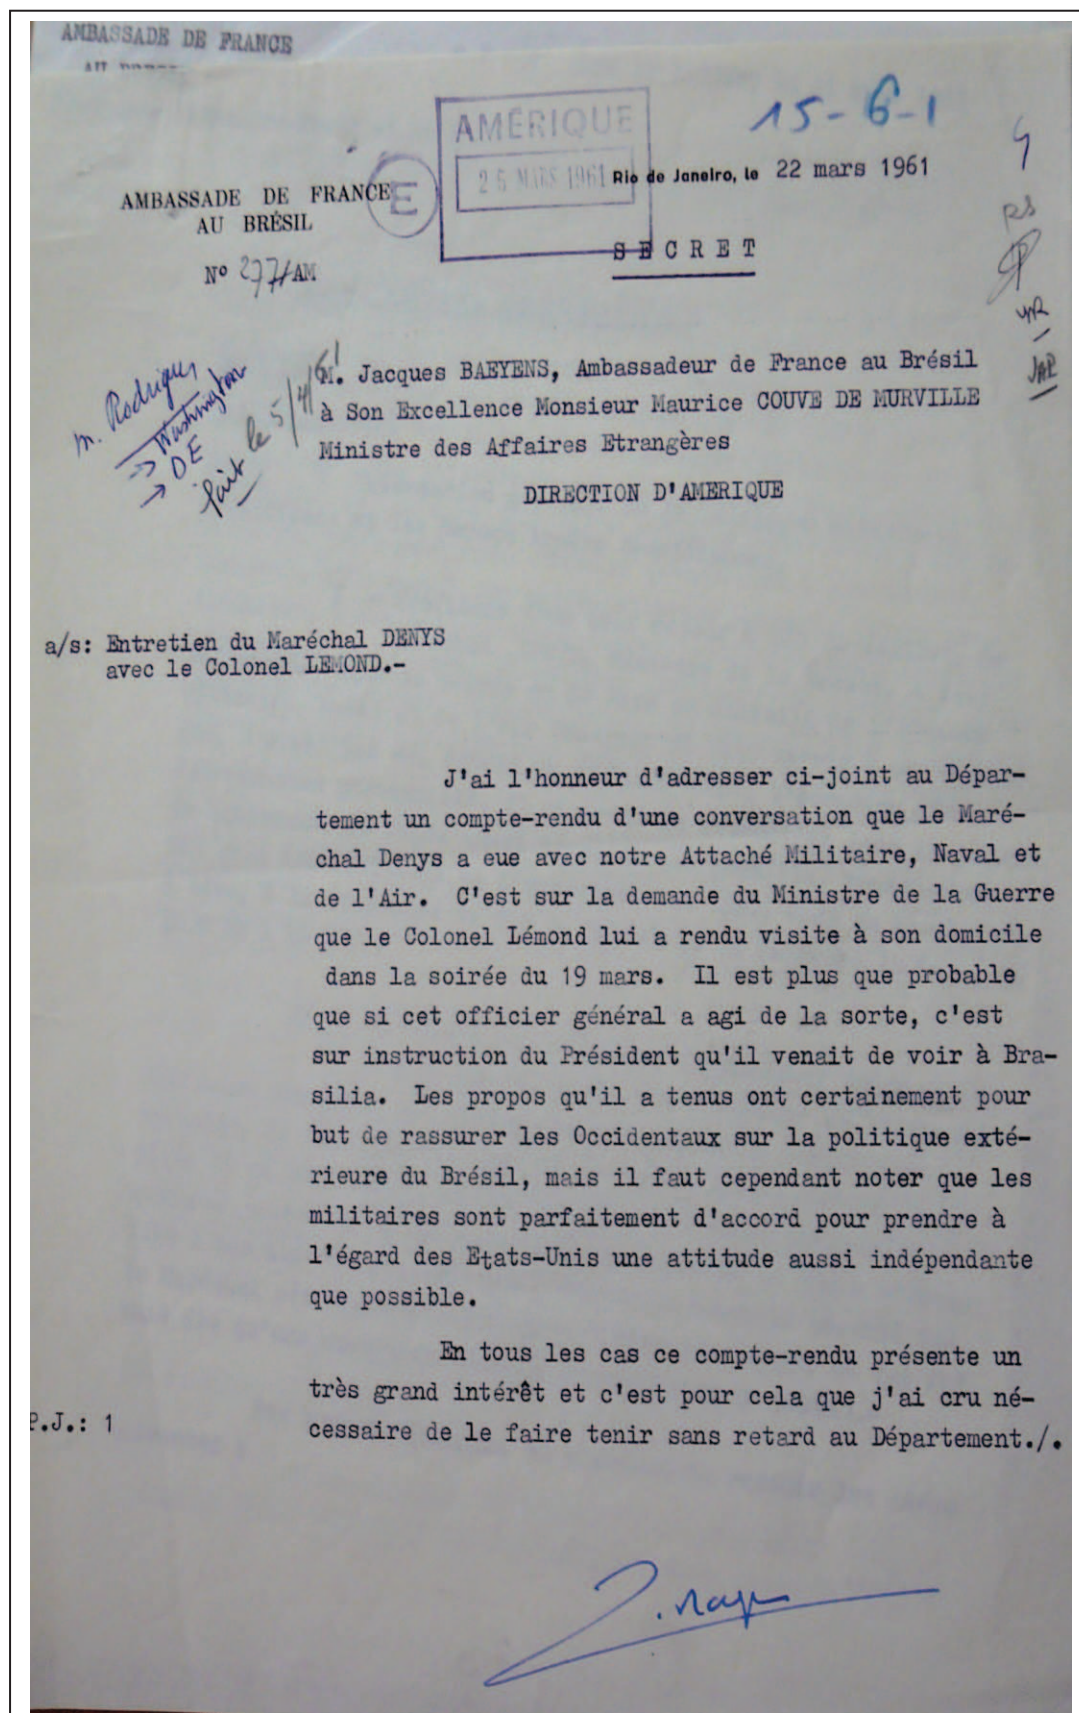 AMBASSADE DE FRANCE
15-6-1
AMÉRIQUE
MARS 1961
E
Rio de Janeiro, le 22 mars 1961
AMBASSADE DE FRANCE
AU BRÉSIL
Nº 277/AM
SECRET
M. Rodrigues
→ Washington
→ DE
fait le 5/4/61
M. Jacques BAEYENS, Ambassadeur de France au Brésil
à Son Excellence Monsieur Maurice COUVE DE MURVILLE
Ministre des Affaires Etrangères
DIRECTION D'AMERIQUE
a/s: Entretien du Maréchal DENYS
avec le Colonel LEMOND.-
J'ai l'honneur d'adresser ci-joint au Dépar-
tement un compte-rendu d'une conversation que le Maré-
chal Denys a eue avec notre Attaché Militaire, Naval et
de l'Air. C'est sur la demande du Ministre de la Guerre
que le Colonel Lémond lui a rendu visite à son domicile
dans la soirée du 19 mars. Il est plus que probable
que si cet officier général a agi de la sorte, c'est
sur instruction du Président qu'il venait de voir à Bra-
silia. Les propos qu'il a tenus ont certainement pour
but de rassurer les Occidentaux sur la politique exté-
rieure du Brésil, mais il faut cependant noter que les
militaires sont parfaitement d'accord pour prendre à
l'égard des Etats-Unis une attitude aussi indépendante
que possible.
En tous les cas ce compte-rendu présente un
très grand intérêt et c'est pour cela que j'ai cru né-
cessaire de le faire tenir sans retard au Département./.
P.J.: 1